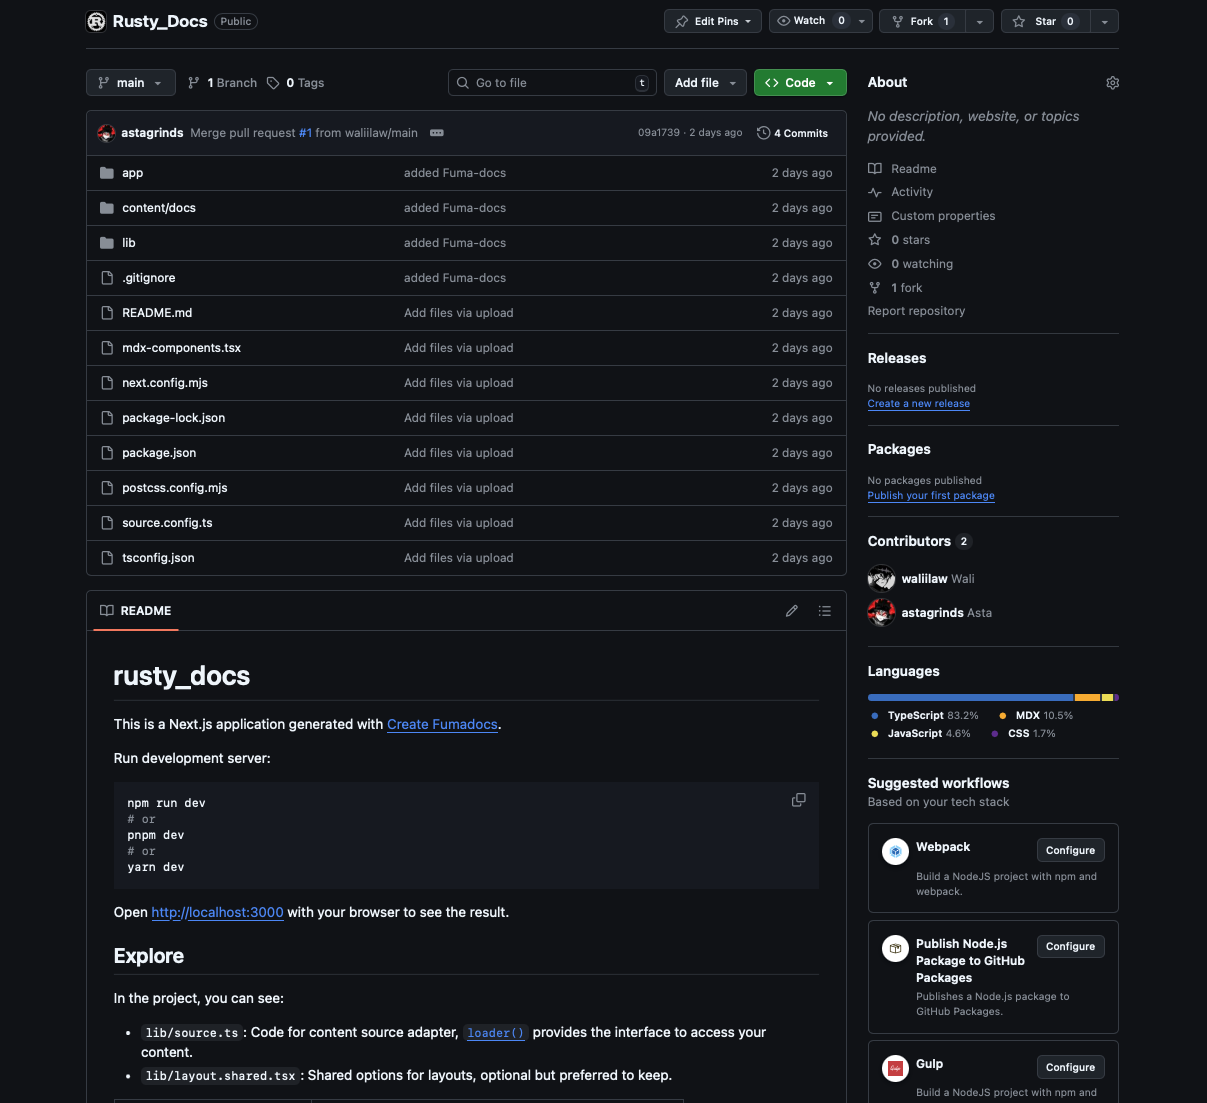 Rusty_Docs Public
Edit Pins
Watch 0
Fork 1
Star 0
main
1 Branch
0 Tags
Go to file t
Add file
Code
astagrinds Merge pull request #1 from waliilaw/main
09a1739 · 2 days ago
4 Commits
app added Fuma-docs 2 days ago
content/docs added Fuma-docs 2 days ago
lib added Fuma-docs 2 days ago
.gitignore added Fuma-docs 2 days ago
README.md Add files via upload 2 days ago
mdx-components.tsx Add files via upload 2 days ago
next.config.mjs Add files via upload 2 days ago
package-lock.json Add files via upload 2 days ago
package.json Add files via upload 2 days ago
postcss.config.mjs Add files via upload 2 days ago
source.config.ts Add files via upload 2 days ago
tsconfig.json Add files via upload 2 days ago
README
rusty_docs
This is a Next.js application generated with Create Fumadocs.
Run development server:
npm run dev
# or
pnpm dev
# or
yarn dev
Open http://localhost:3000 with your browser to see the result.
Explore
In the project, you can see:
• lib/source.ts: Code for content source adapter, loader() provides the interface to access your
content.
• lib/layout.shared.tsx: Shared options for layouts, optional but preferred to keep.
About
No description, website, or topics
provided.
Readme
Activity
Custom properties
0 stars
0 watching
1 fork
Report repository
Releases
No releases published
Create a new release
Packages
No packages published
Publish your first package
Contributors 2
waliilaw Wali
astagrinds Asta
Languages
TypeScript 83.2% MDX 10.5%
JavaScript 4.6% CSS 1.7%
Suggested workflows
Based on your tech stack
Webpack
Configure
Build a NodeJS project with npm and
webpack.
Publish Node.js
Package to GitHub
Packages
Configure
Publishes a Node.js package to
GitHub Packages.
Gulp
Configure
Build a NodeJS project with npm and